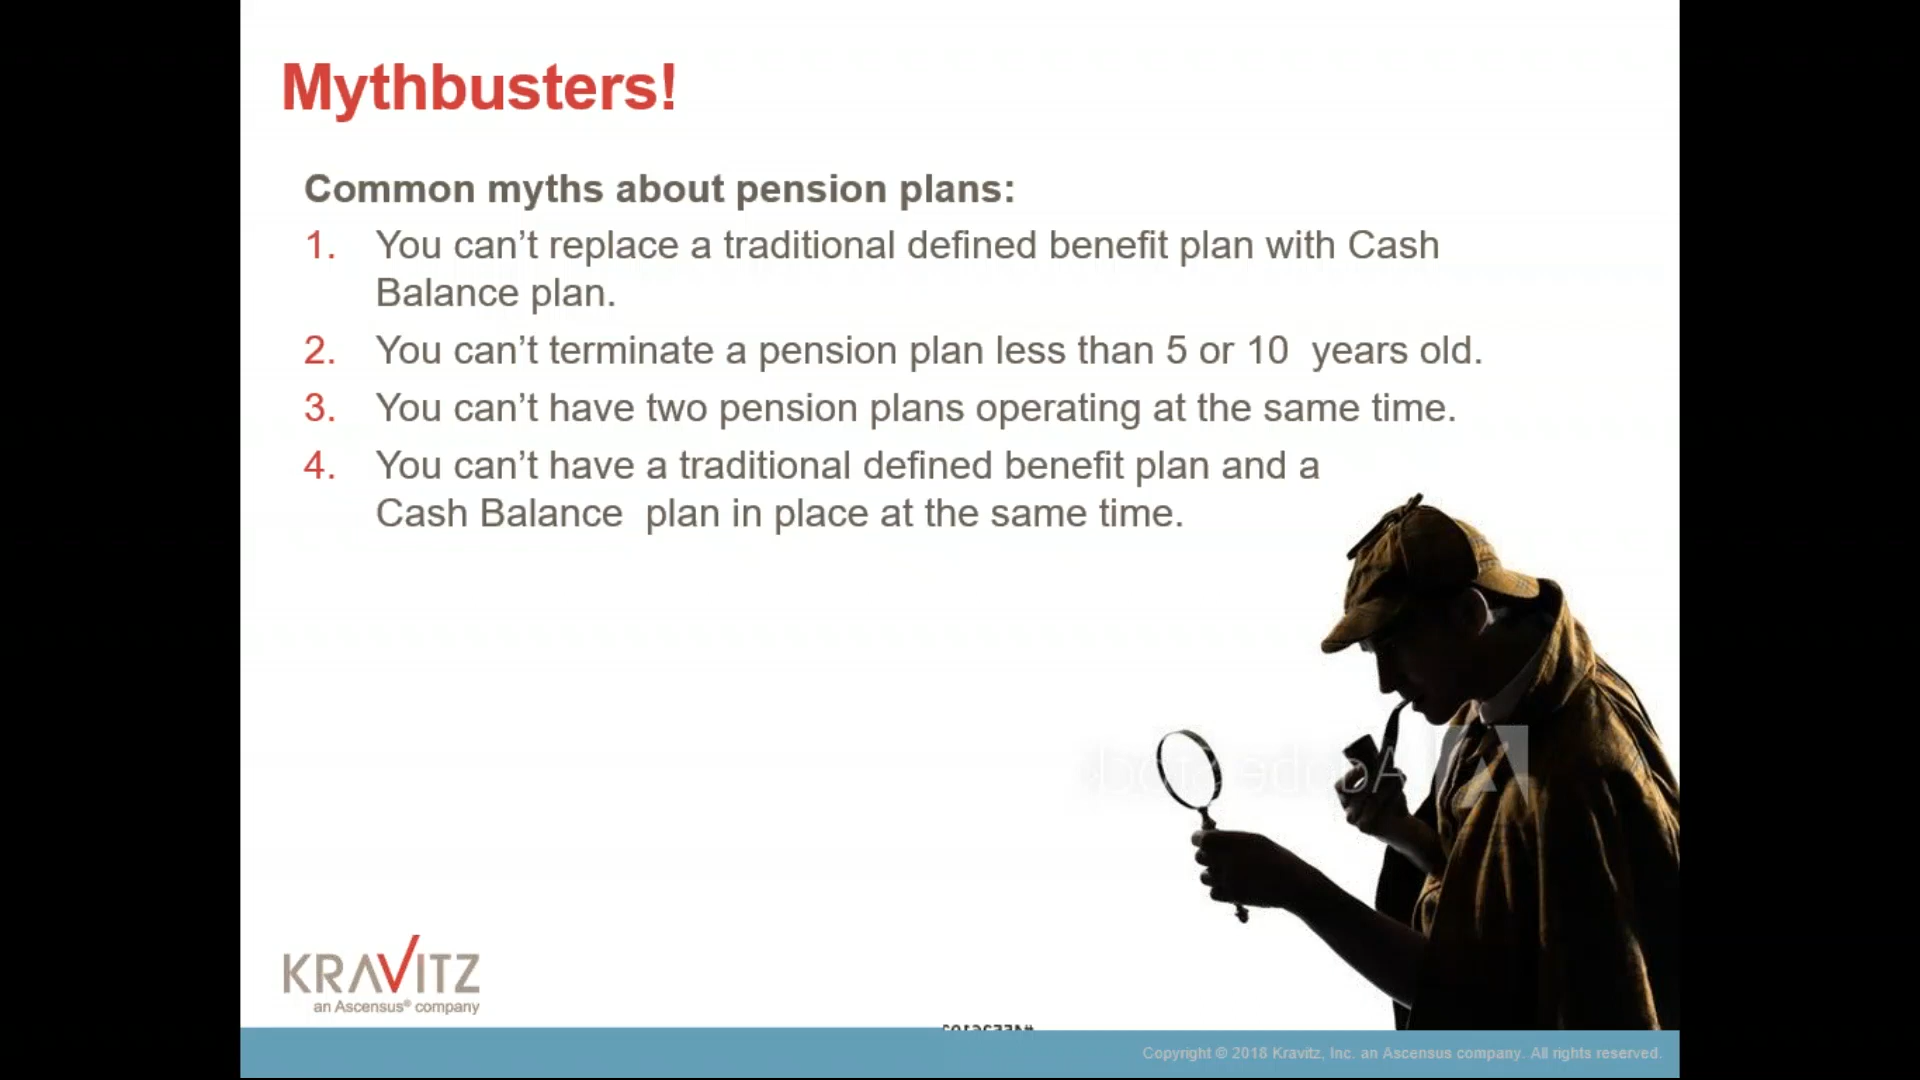 Mythbusters!
Common myths about pension plans:
1. You can’t replace a traditional defined benefit plan with Cash
Balance plan.
2. You can’t terminate a pension plan less than 5 or 10  years old.
3. You can’t have two pension plans operating at the same time.
4. You can’t have a traditional defined benefit plan and a
Cash Balance  plan in place at the same time.
Adobe Stock
KRAVITZ
an Ascensus® company
Copyright © 2018 Kravitz, Inc. an Ascensus company. All rights reserved.